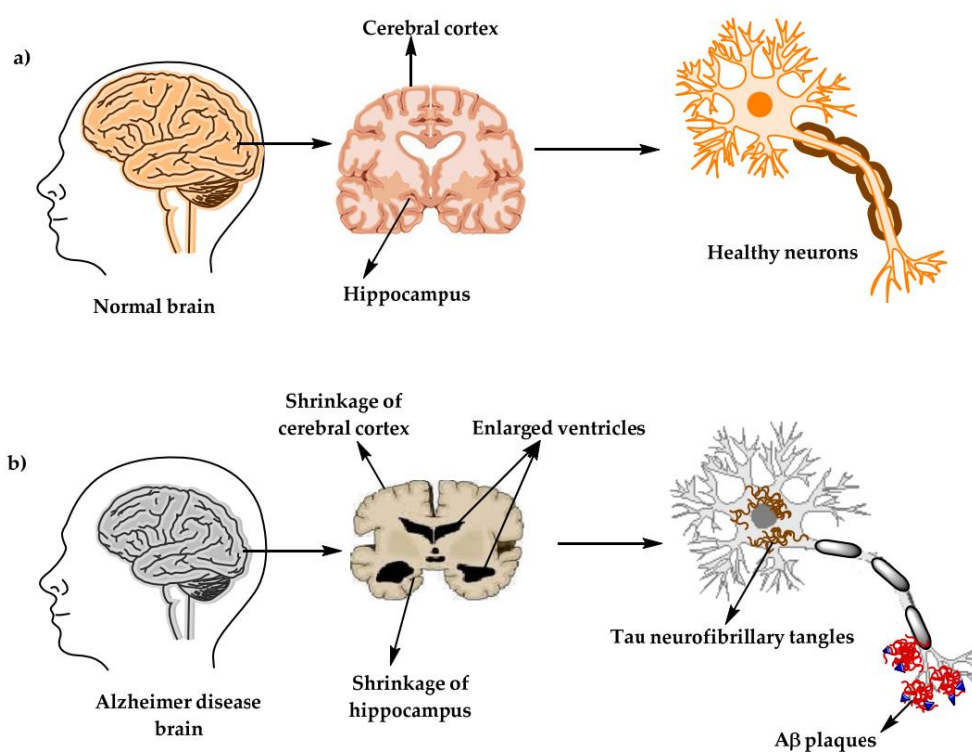 a)
Cerebral cortex
Normal brain
Hippocampus
Healthy neurons
b)
Shrinkage of
cerebral cortex
Enlarged ventricles
Alzheimer disease
brain
Shrinkage of
hippocampus
Tau neurofibrillary tangles
Aβ plaques